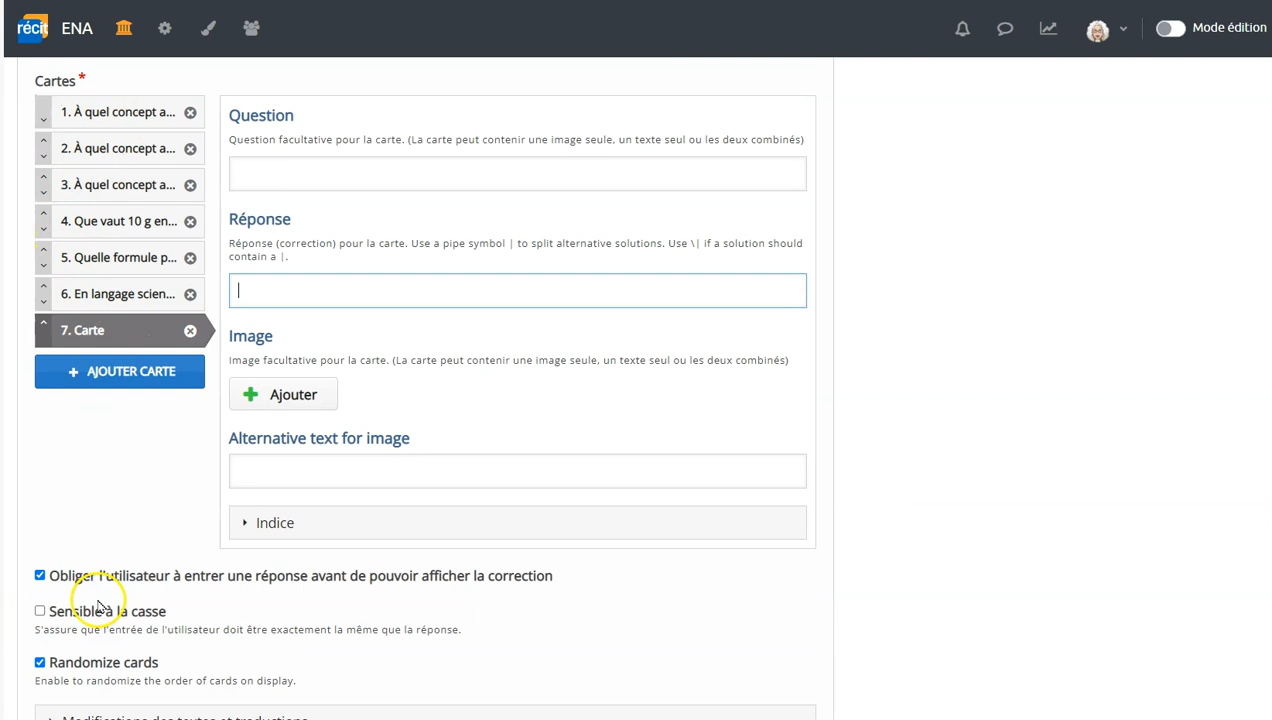 récit ENA Mode édition
Cartes *
1. À quel concept a...
2. À quel concept a...
3. À quel concept a...
4. Que vaut 10 g en...
5. Quelle formule p...
6. En langage scien...
7. Carte
+ AJOUTER CARTE
Question
Question facultative pour la carte. (La carte peut contenir une image seule, un texte seul ou les deux combinés)
Réponse
Réponse (correction) pour la carte. Use a pipe symbol | to split alternative solutions. Use \| if a solution should
contain a |.
Image
Image facultative pour la carte. (La carte peut contenir une image seule, un texte seul ou les deux combinés)
Ajouter
Alternative text for image
Indice
Obliger l'utilisateur à entrer une réponse avant de pouvoir afficher la correction
Sensible à la casse
S'assure que l'entrée de l'utilisateur doit être exactement la même que la réponse.
Randomize cards
Enable to randomize the order of cards on display.
Modifications des textes et traductions